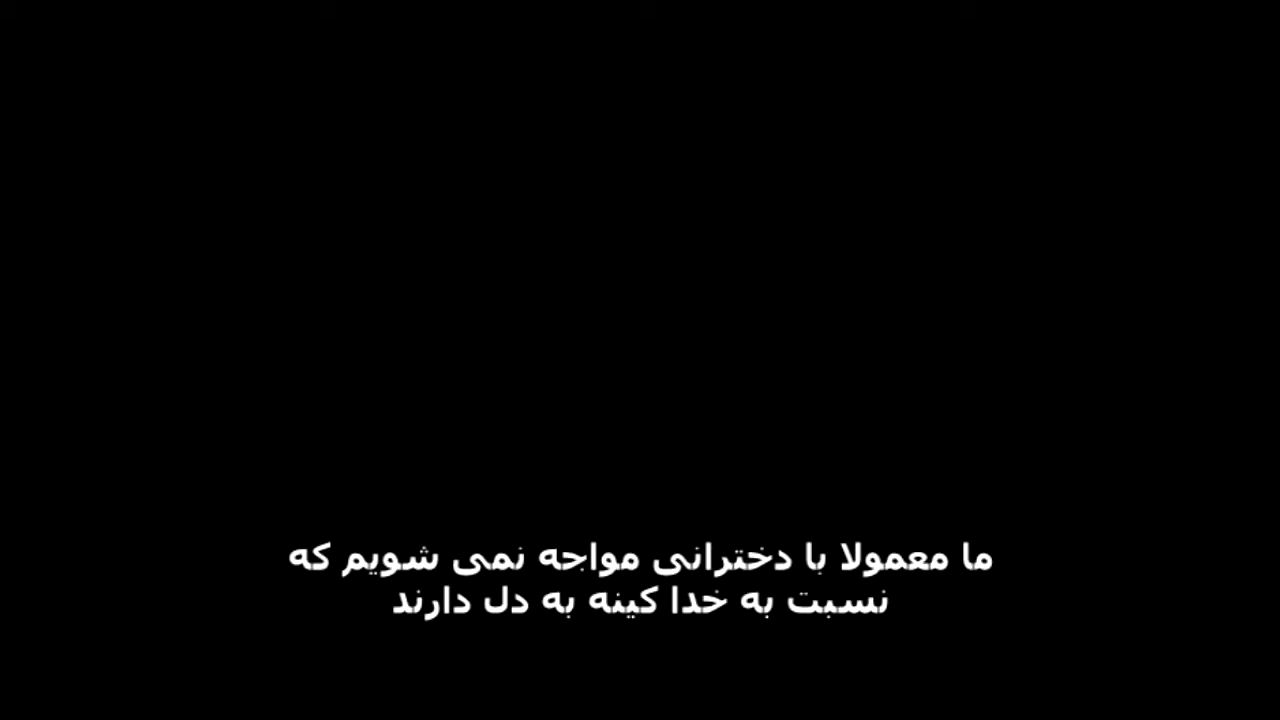 ما معمولا با دخترانی مواجه نمی شویم که
نسبت به خدا کینه به دل دارند